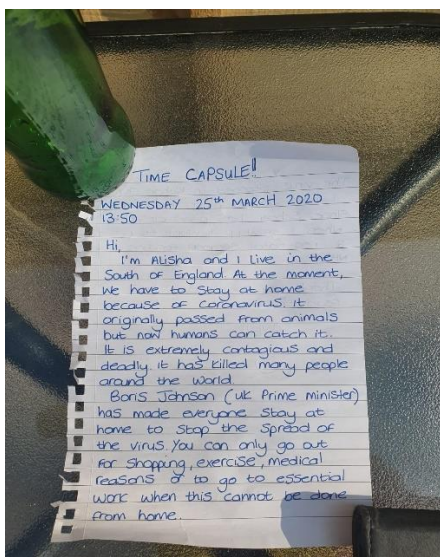 TIME CAPSULE!!
WEDNESDAY 25th MARCH 2020
13:50
Hi,
I'm Alisha and I live in the
South of England. At the moment,
we have to stay at home
because of coronavirus. It
originally passed from animals
but now humans can catch it.
It is extremely contagious and
deadly. it has killed many people
around the world.
Boris Johnson (UK Prime minister)
has made everyone stay at
home to stop the spread of
the virus You can only go out
for shopping, exercise, medical
reasons or to go to essential
work when this cannot be done
from home.